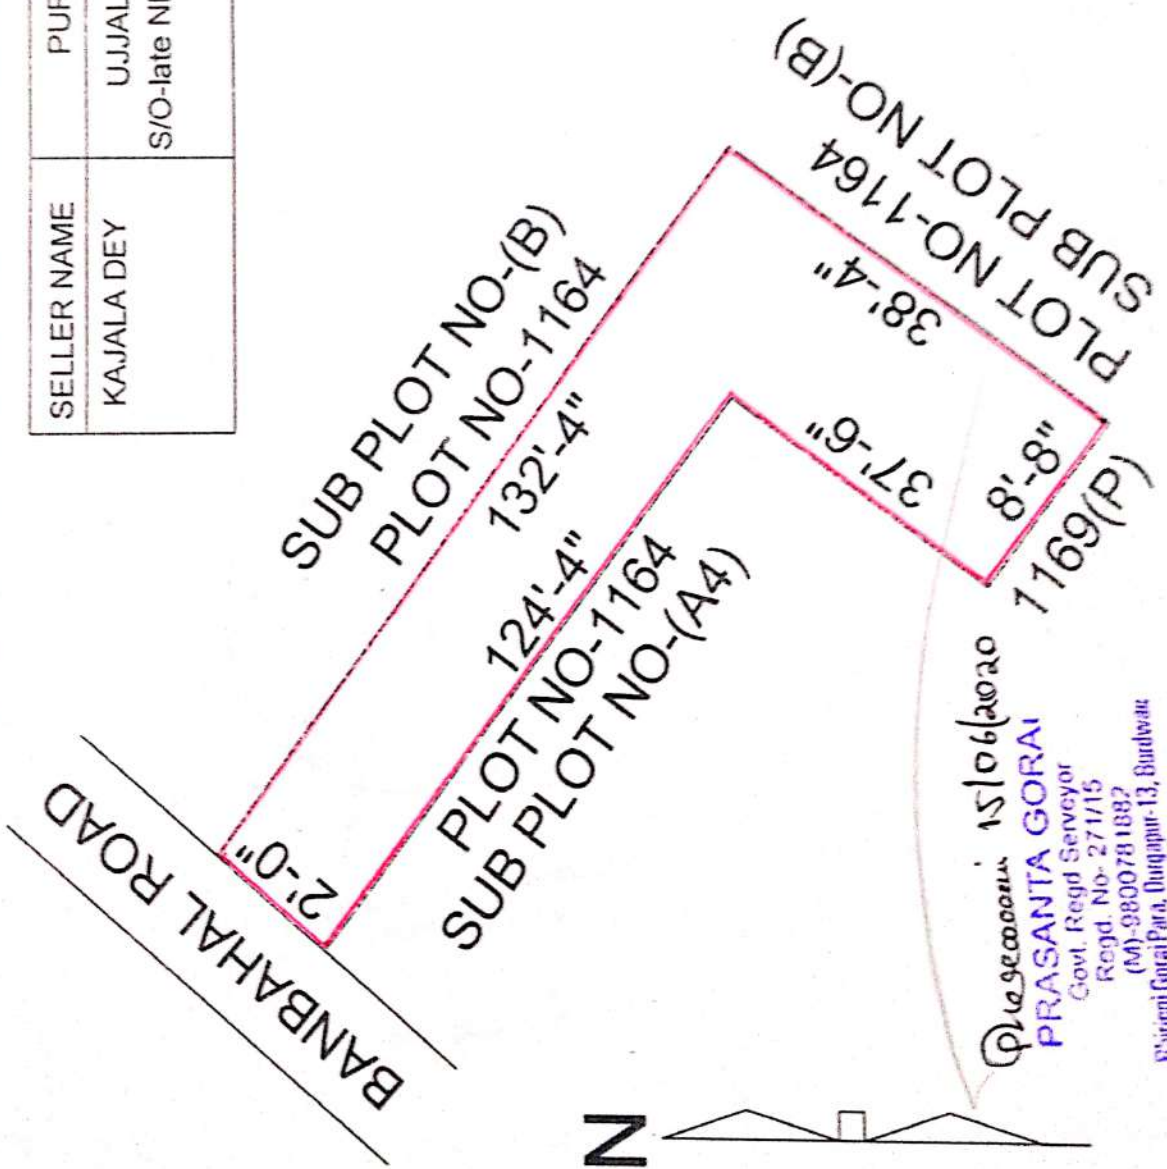 SELLER NAME
KAJALA DEY
UJJAL
S/O-late
BANBAHAL ROAD
SUB PLOT NO-(B)
PLOT NO-1164
132'-4"
2'-0"
124'-4"
PLOT NO-1164
SUB PLOT NO-(A4)
37'-6"
38'-4"
PLOT NO-1164
SUB PLOT NO-(B)
8'-8"
1169(P)
N
15/06/2020
PRASANTA GORAI
Govt. Regd Serveyor
Regd. No- 271/15
(M)-9800781882
Gorai Para, Durgapur-13, Burdwan